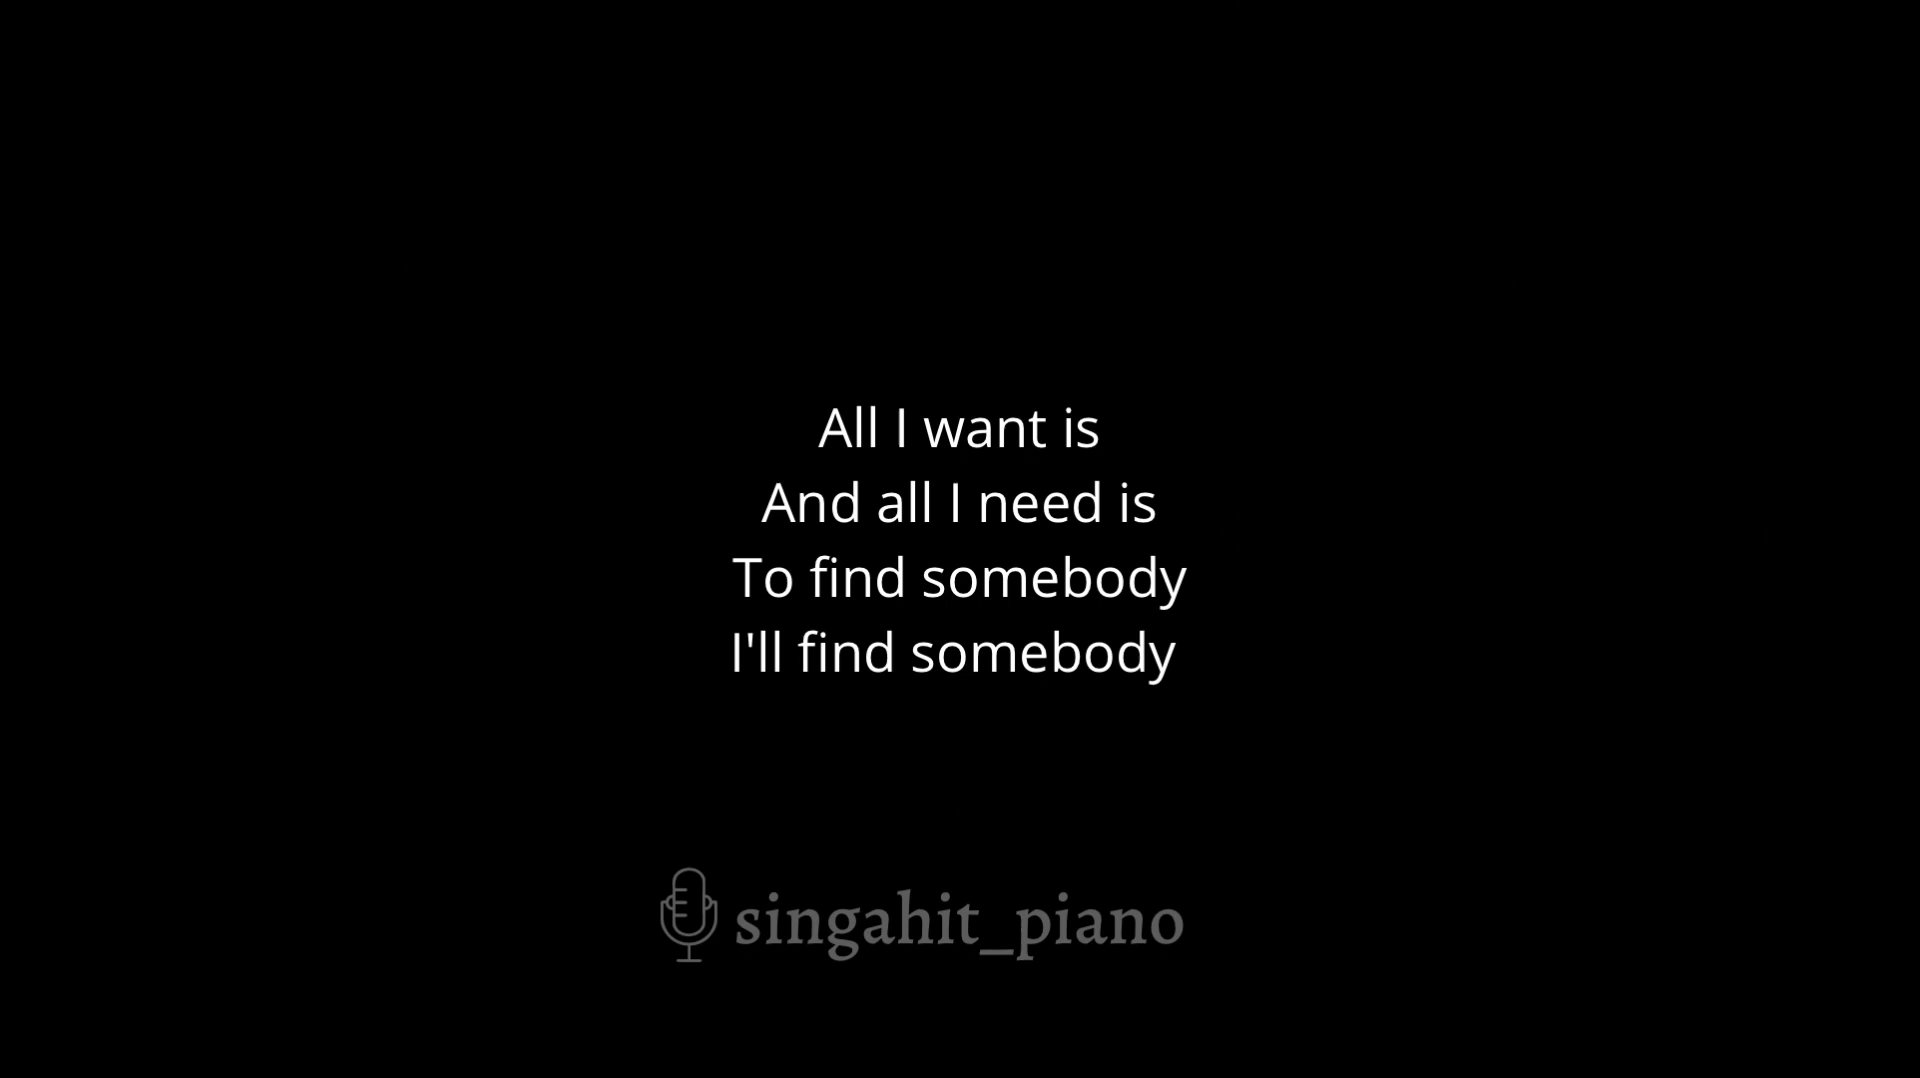 All I want is
And all I need is
To find somebody
I'll find somebody
singahit_piano